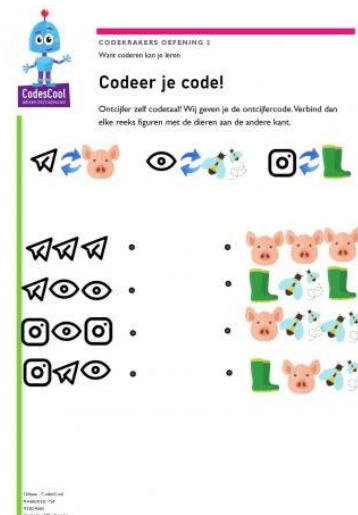 CodesCool
CODEKRAKERS OEFENING 2
Want coderen kan je leren
Codeer je code!
Ontcijfer zelf codetaal! Wij geven je de ontcijfercode. Verbind dan
elke reeks figuren met de dieren aan de andere kant.
CodesCool